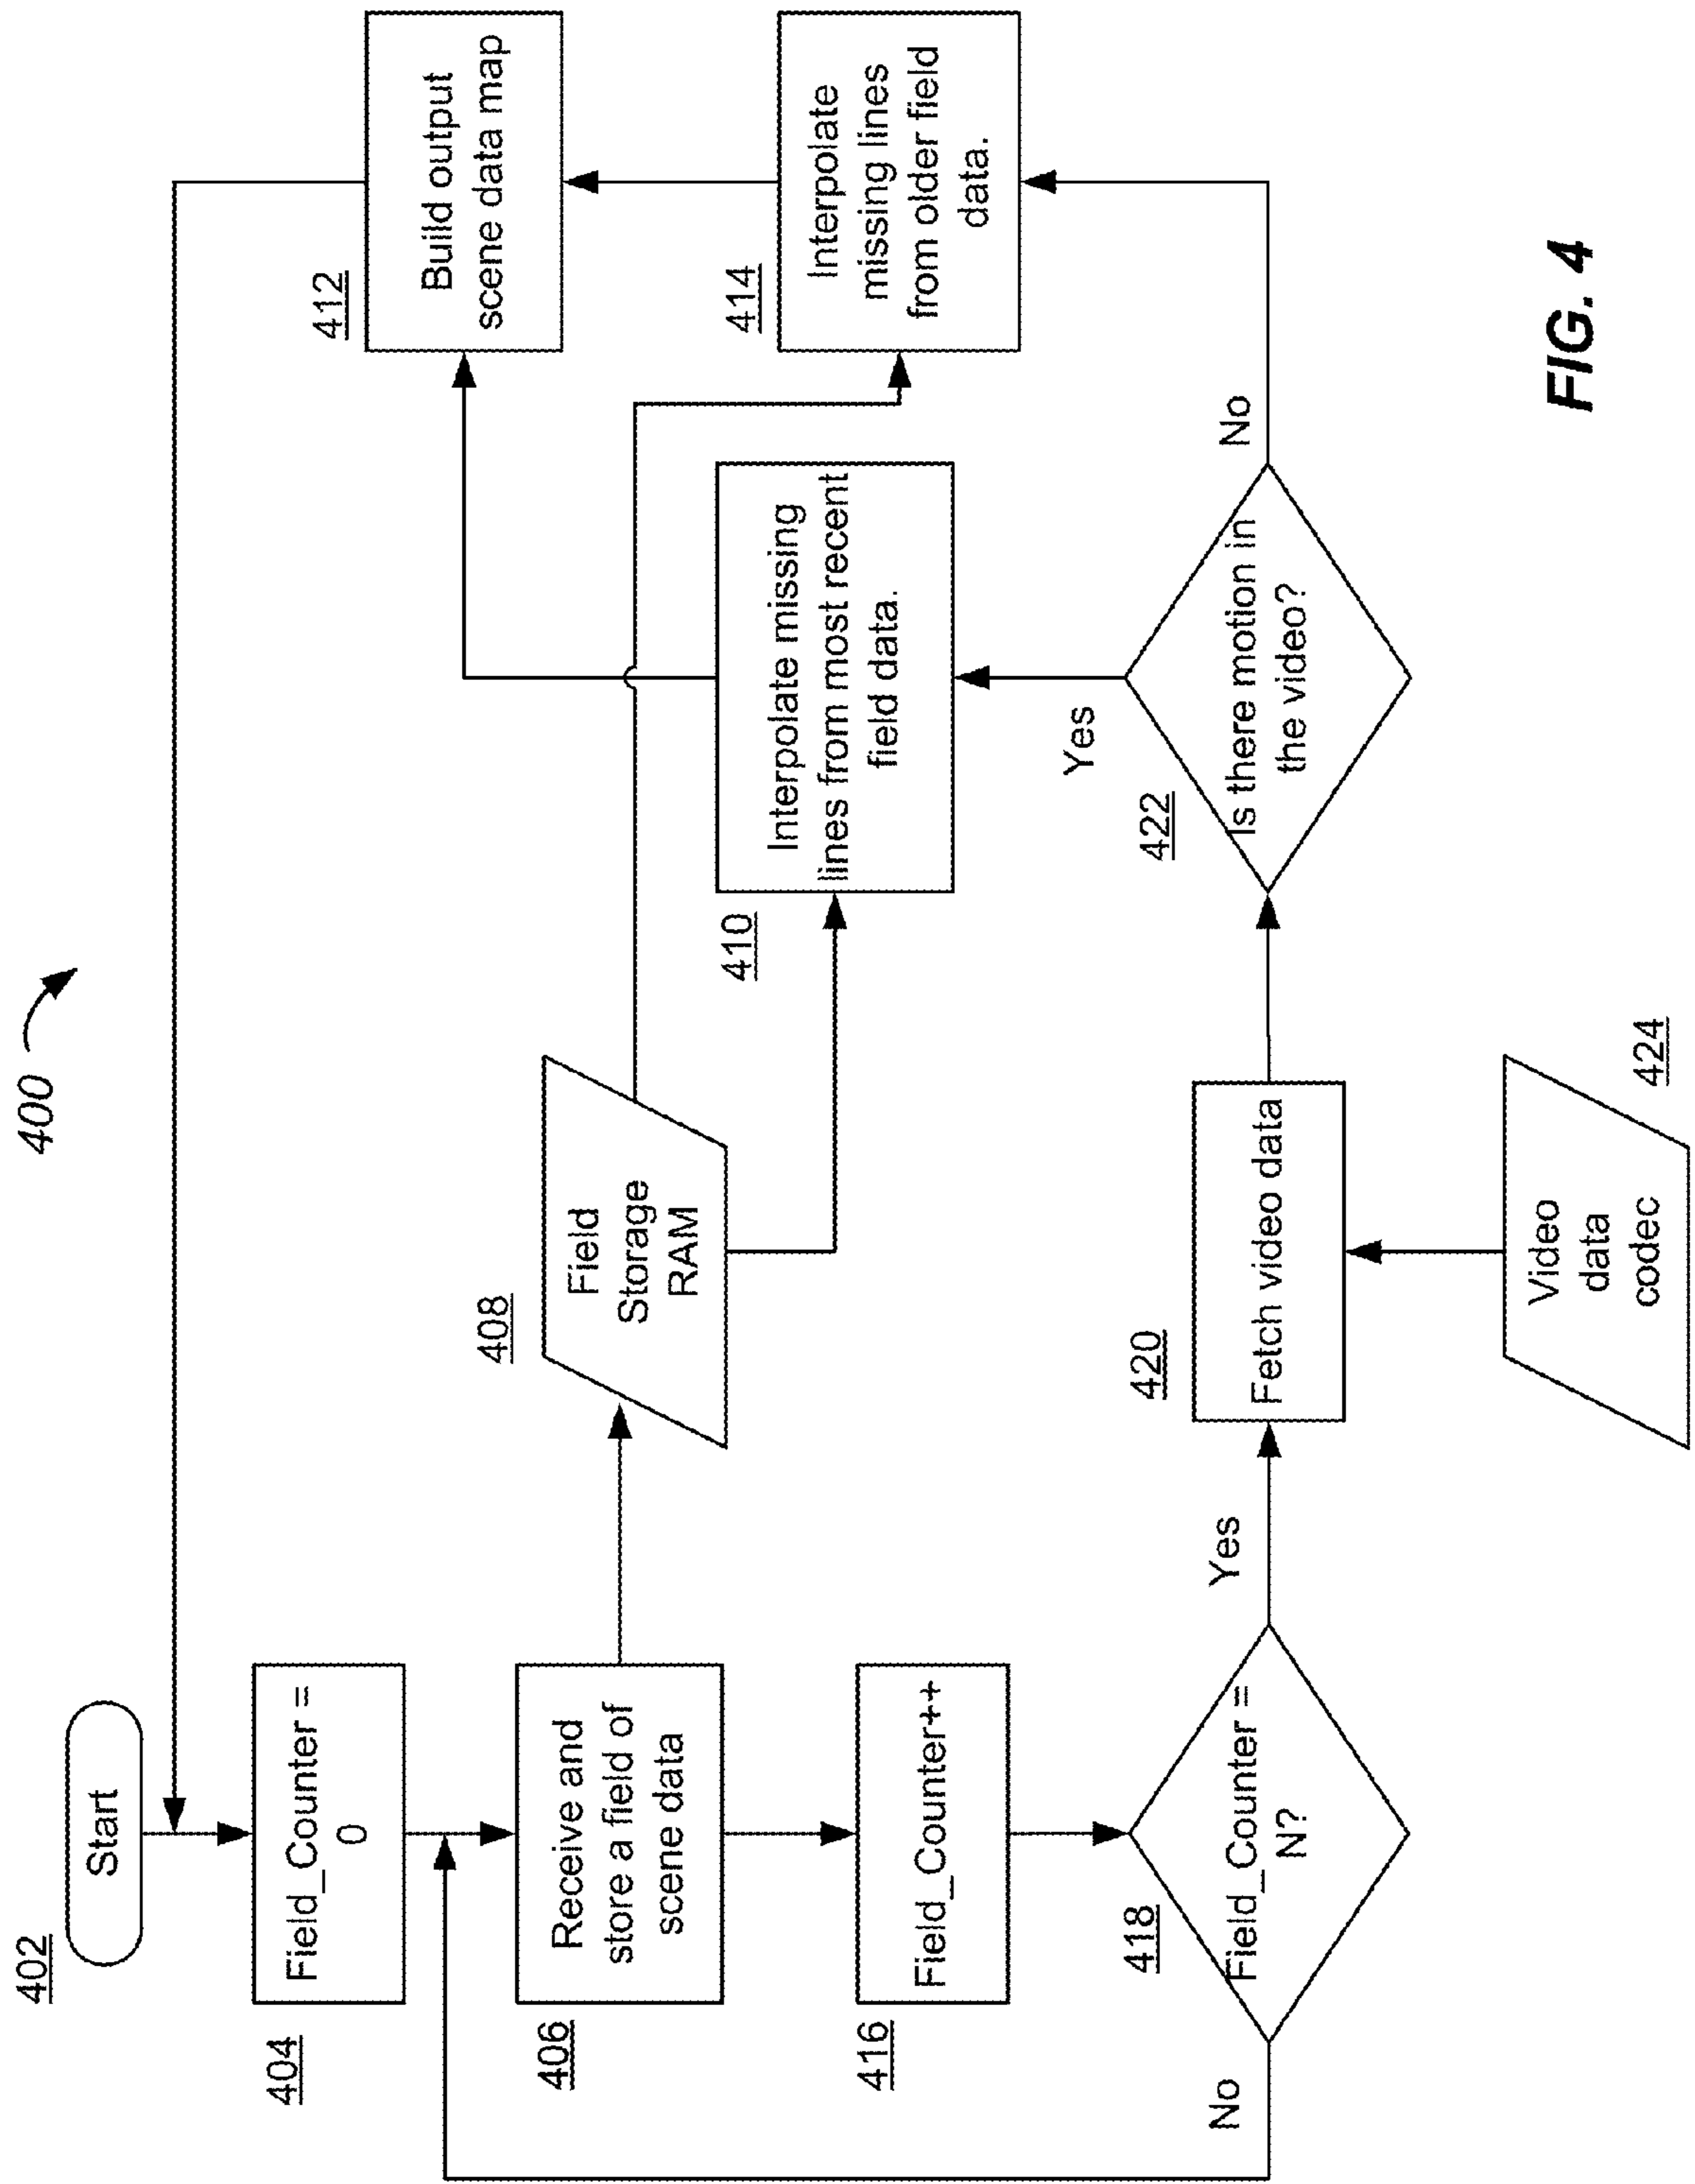 400
402
Start
404
Field_Counter =
0
406
Receive and
store a field of
scene data
408
Field
Storage
RAM
410
Interpolate missing
lines from most recent
field data.
412
Build output
scene data map
414
Interpolate
missing lines
from older field
data.
416
Field_Counter++
418
Field_Counter =
N?
No
Yes
420
Fetch video data
422
Is there motion in
the video?
Yes
No
424
Video
data
codec
FIG. 4